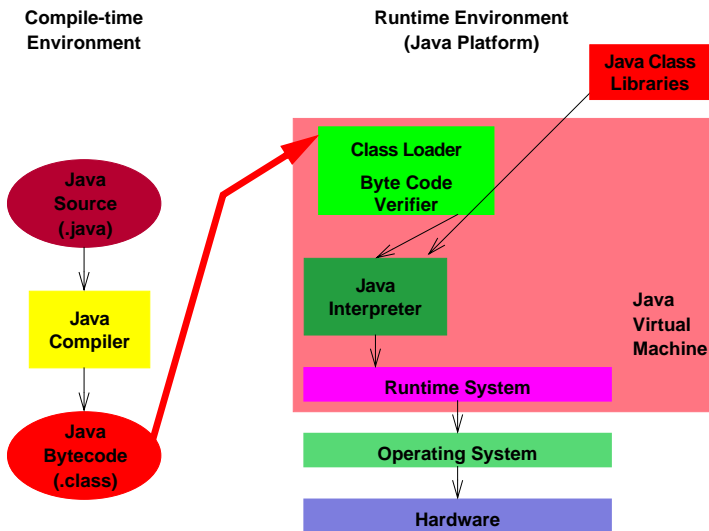 Compile-time
Environment
Runtime Environment
(Java Platform)
Java Class
Libraries
Class Loader
Byte Code
Verifier
Java
Source
(.java)
Java
Interpreter
Java
Virtual
Machine
Java
Compiler
Runtime System
Java
Bytecode
(.class)
Operating System
Hardware